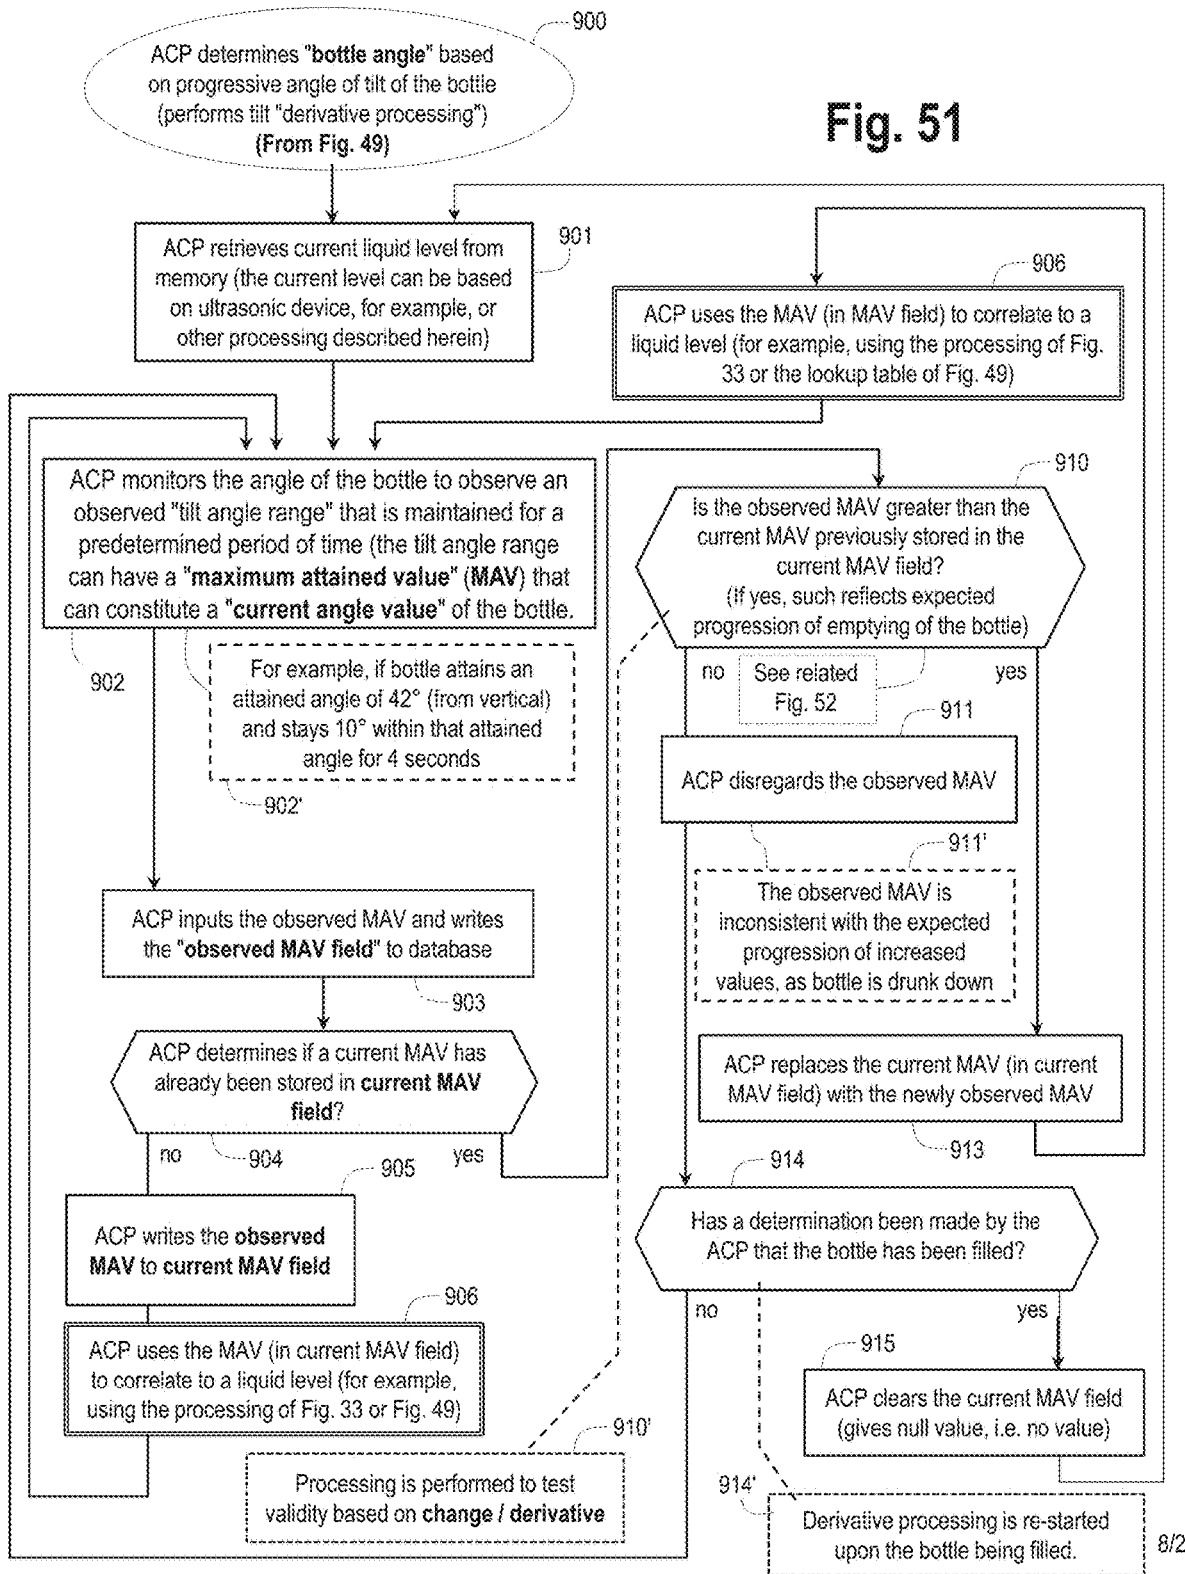 900
ACP determines "bottle angle" based
on progressive angle of tilt of the bottle
(performs tilt "derivative processing")
(From Fig. 49)
Fig. 51
ACP retrieves current liquid level from
memory (the current level can be based
on ultrasonic device, for example, or
other processing described herein)
901
906
ACP uses the MAV (in MAV field) to correlate to a
liquid level (for example, using the processing of Fig.
33 or the lookup table of Fig. 49)
ACP monitors the angle of the bottle to observe an
observed "tilt angle range" that is maintained for a
predetermined period of time (the tilt angle range
can have a "maximum attained value" (MAV) that
can constitute a "current angle value" of the bottle.
902
For example, if bottle attains an
attained angle of 42° (from vertical)
and stays 10° within that attained
angle for 4 seconds
902'
ACP inputs the observed MAV and writes
the "observed MAV field" to database
903
ACP determines if a current MAV has
already been stored in current MAV
field?
no
904
yes
905
ACP writes the observed
MAV to current MAV field
906
ACP uses the MAV (in current MAV field)
to correlate to a liquid level (for example,
using the processing of Fig. 33 or Fig. 49)
910'
Processing is performed to test
validity based on change / derivative
910
Is the observed MAV greater than the
current MAV previously stored in the
current MAV field?
(If yes, such reflects expected
progression of emptying of the bottle)
no
See related
Fig. 52
yes
911
ACP disregards the observed MAV
911'
The observed MAV is
inconsistent with the expected
progression of increased
values, as bottle is drunk down
ACP replaces the current MAV (in current
MAV field) with the newly observed MAV
913
914
Has a determination been made by the
ACP that the bottle has been filled?
no
yes
915
ACP clears the current MAV field
(gives null value, i.e. no value)
914'
Derivative processing is re-started
upon the bottle being filled.
8/2